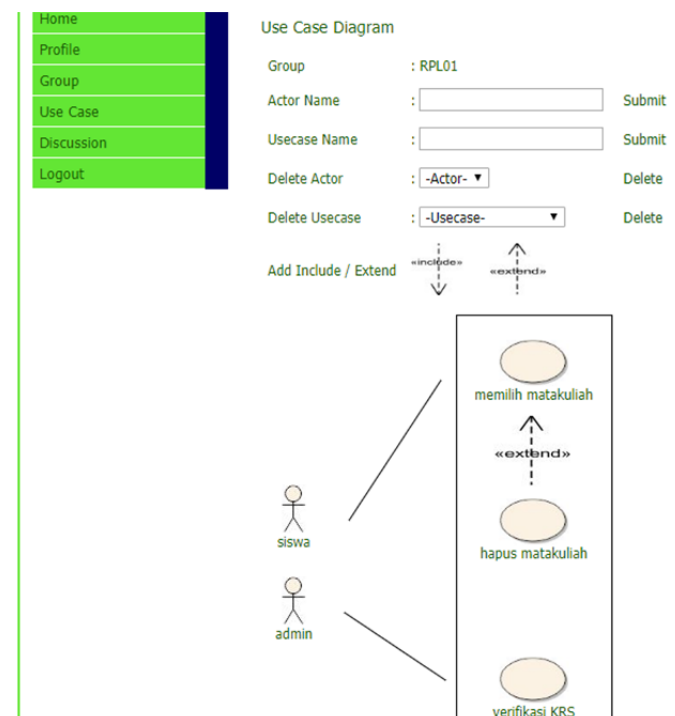 Home
Profile
Group
Use Case
Discussion
Logout
Use Case Diagram
Group : RPL01
Actor Name : Submit
Usecase Name : Submit
Delete Actor : -Actor- ▼ Delete
Delete Usecase : -Usecase- ▼ Delete
Add Include / Extend «include» «extend»
memilih matakuliah
«extend»
siswa
hapus matakuliah
admin
verifikasi KRS